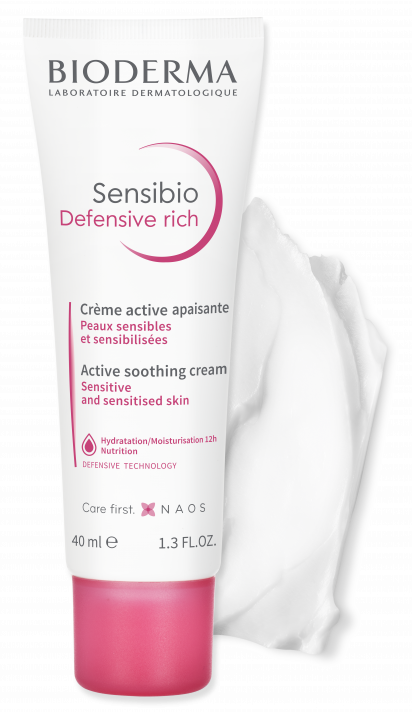 BIODERMA
LABORATOIRE DERMATOLOGIQUE
Sensibio
Defensive rich
Crème active apaisante
Peaux sensibles
et sensibilisées
Active soothing cream
Sensitive
and sensitised skin
Hydratation/Moisturisation 12h
Nutrition
DEFENSIVE TECHNOLOGY
Care first. NAOS
40 ml ℮ 1.3 FL.OZ.